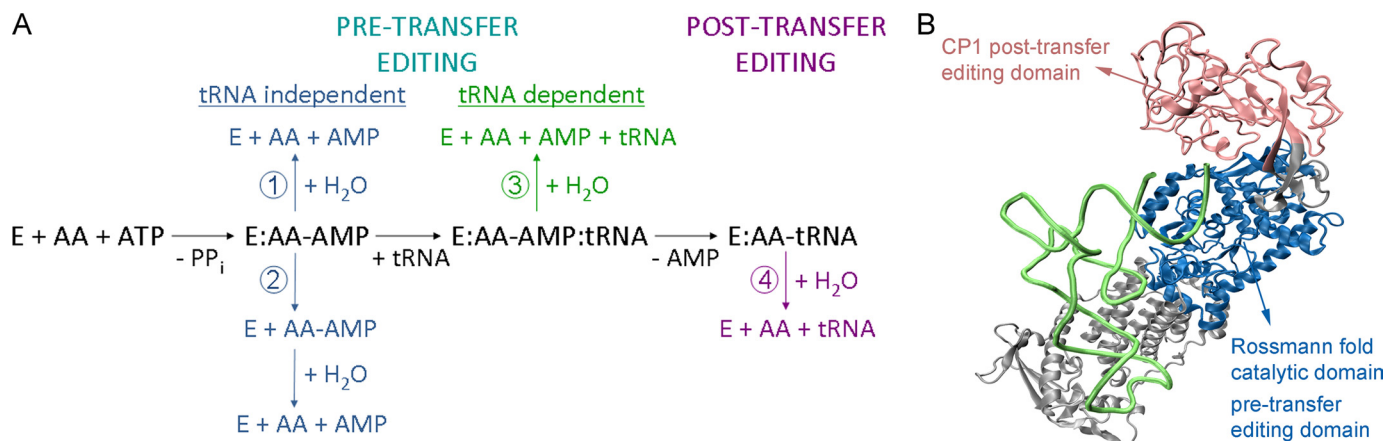 A
PRE-TRANSFER
EDITING
POST-TRANSFER
EDITING
tRNA independent
tRNA dependent
E + AA + AMP
E + AA + AMP + tRNA
① + H₂O
③ + H₂O
E + AA + ATP - PPᵢ E:AA-AMP + tRNA E:AA-AMP:tRNA - AMP E:AA-tRNA
②
④ + H₂O
E + AA-AMP
E + AA + tRNA
+ H₂O
E + AA + AMP
B
CP1 post-transfer
editing domain
Rossmann fold
catalytic domain
pre-transfer
editing domain